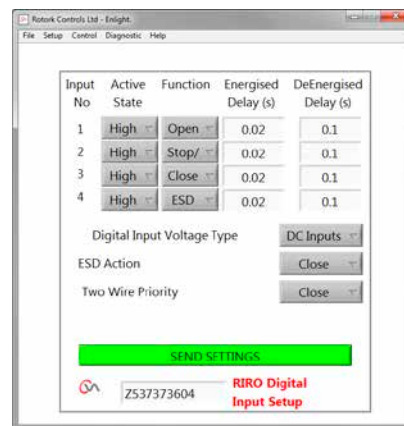 Rotork Controls Ltd - Enlight.
File Setup Control Diagnostic Help
Input No Active State Function Energised Delay (s) DeEnergised Delay (s)
1 High Open 0.02 0.1
2 High Stop/ 0.02 0.1
3 High Close 0.02 0.1
4 High ESD 0.02 0.1
Digital Input Voltage Type DC Inputs
ESD Action Close
Two Wire Priority Close
SEND SETTINGS
Z537373604 RIRO Digital
Input Setup